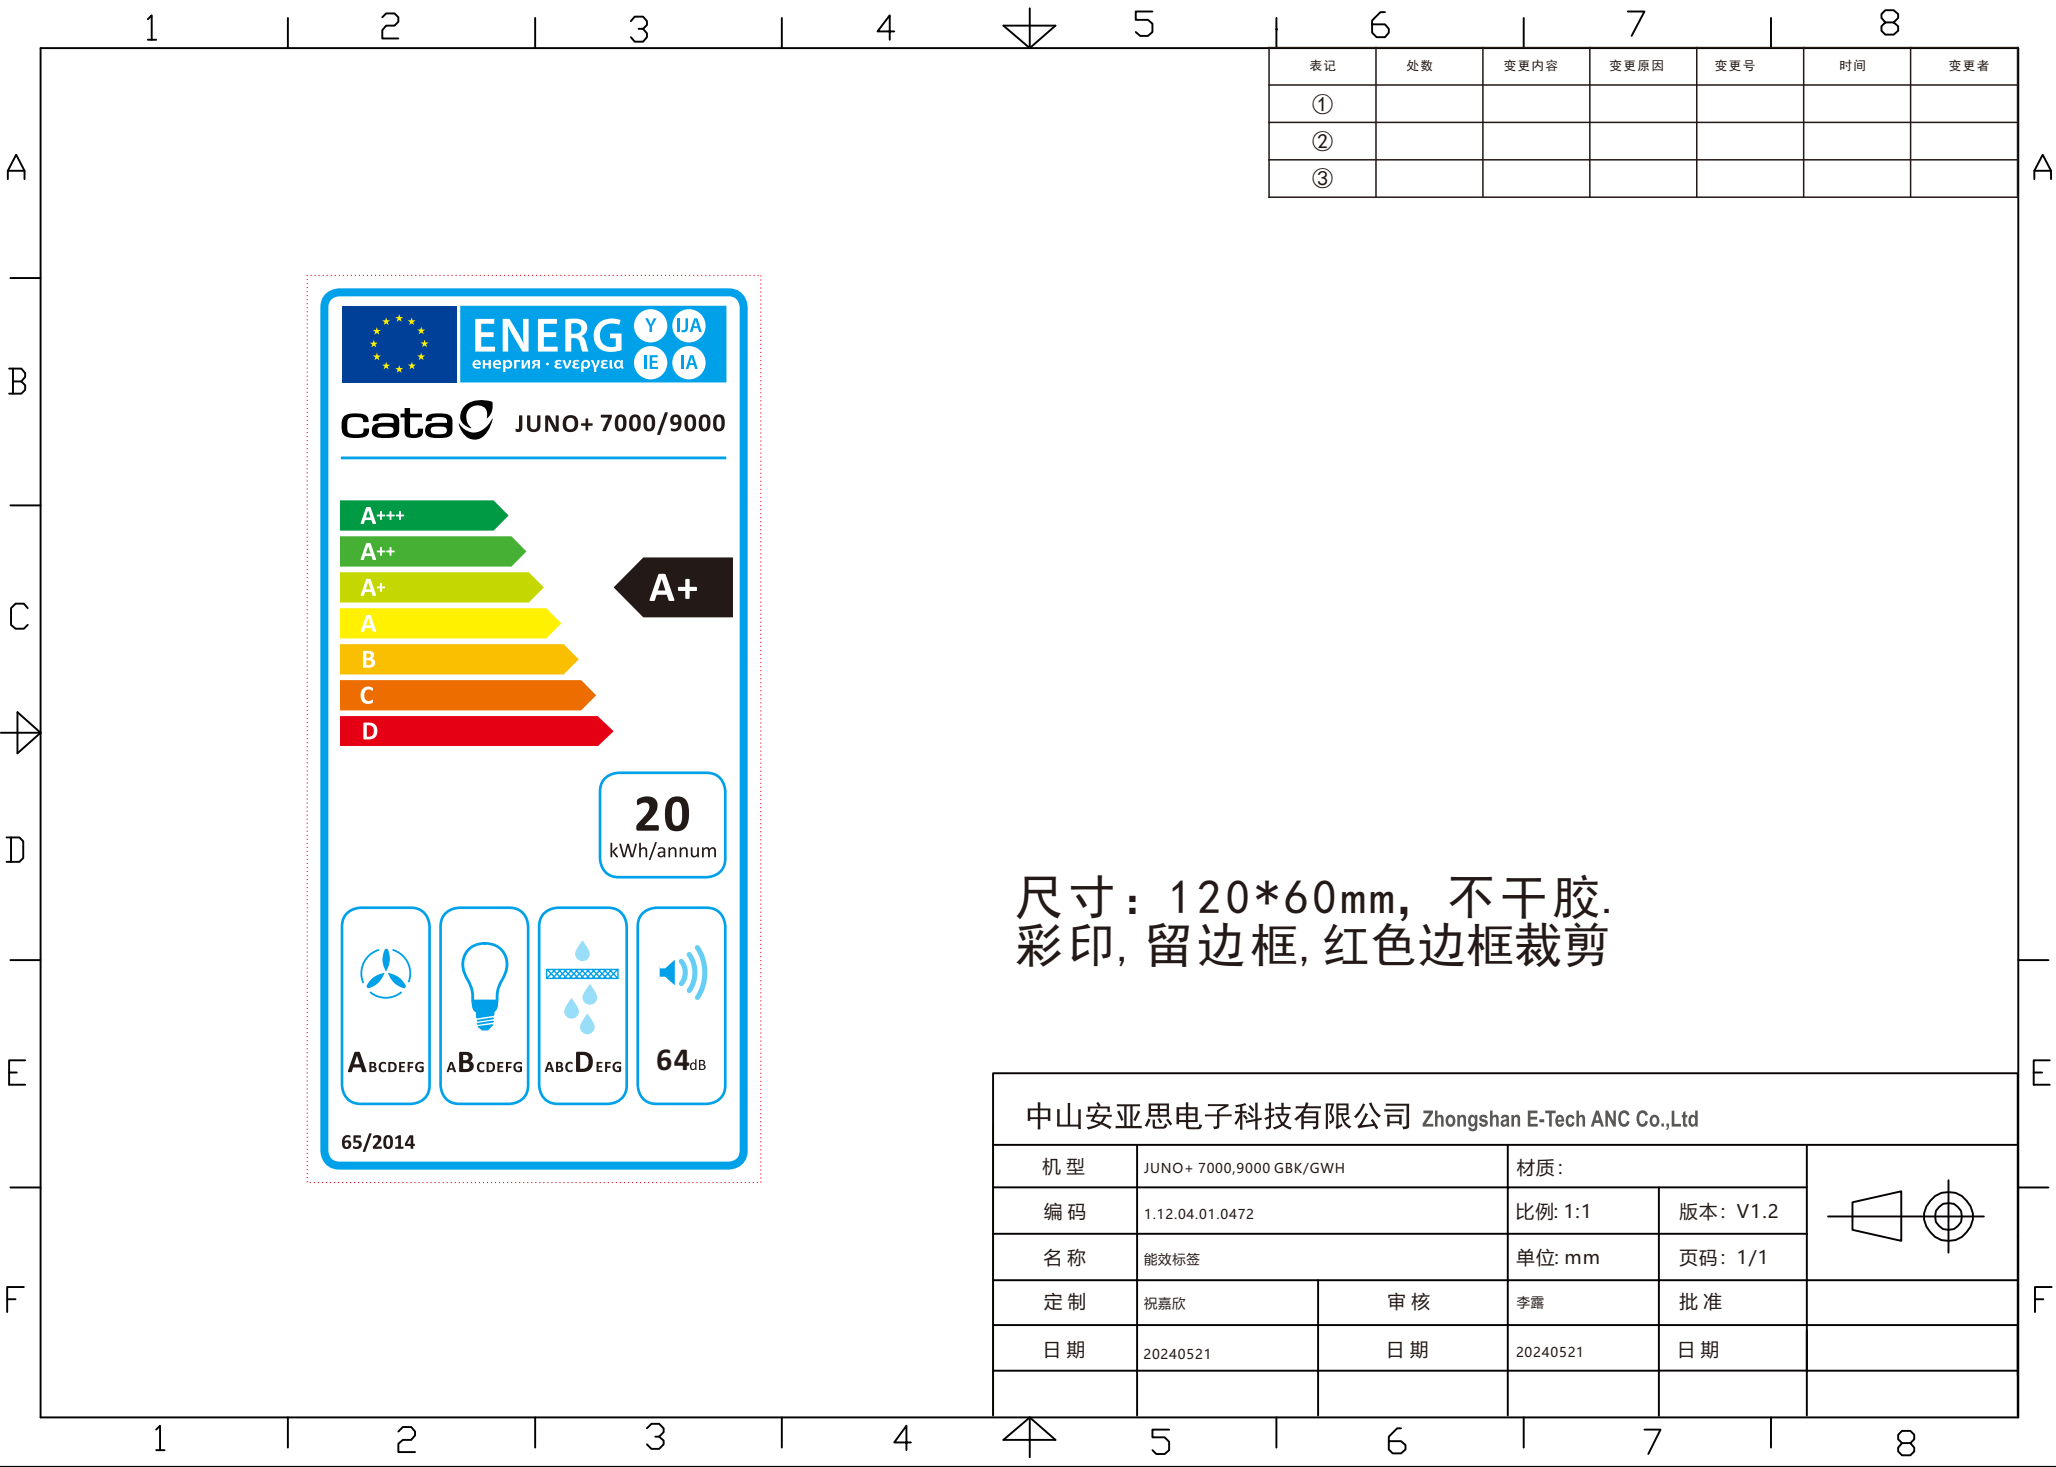 1 2 3 4 5 6 7 8
表记 处数 变更内容 变更原因 变更号 时间 变更者
①
②
③
A A
B
C
D
E E
F F
ENERG Y IJA
енергия · ενεργεια IE IA
cata JUNO+ 7000/9000
A+++
A++
A+
A
B
C
D
A+
20
kWh/annum
ABCDEFG ABCDEFG ABCDEFG 64dB
65/2014
尺寸: 120*60mm, 不干胶.
彩印, 留边框, 红色边框裁剪
中山安亚思电子科技有限公司 Zhongshan E-Tech ANC Co.,Ltd
机型 JUNO+ 7000,9000 GBK/GWH 材质:
编码 1.12.04.01.0472 比例: 1:1 版本: V1.2
名称 能效标签 单位: mm 页码: 1/1
定制 祝嘉欣 审核 李露 批准
日期 20240521 日期 20240521 日期
1 2 3 4 5 6 7 8